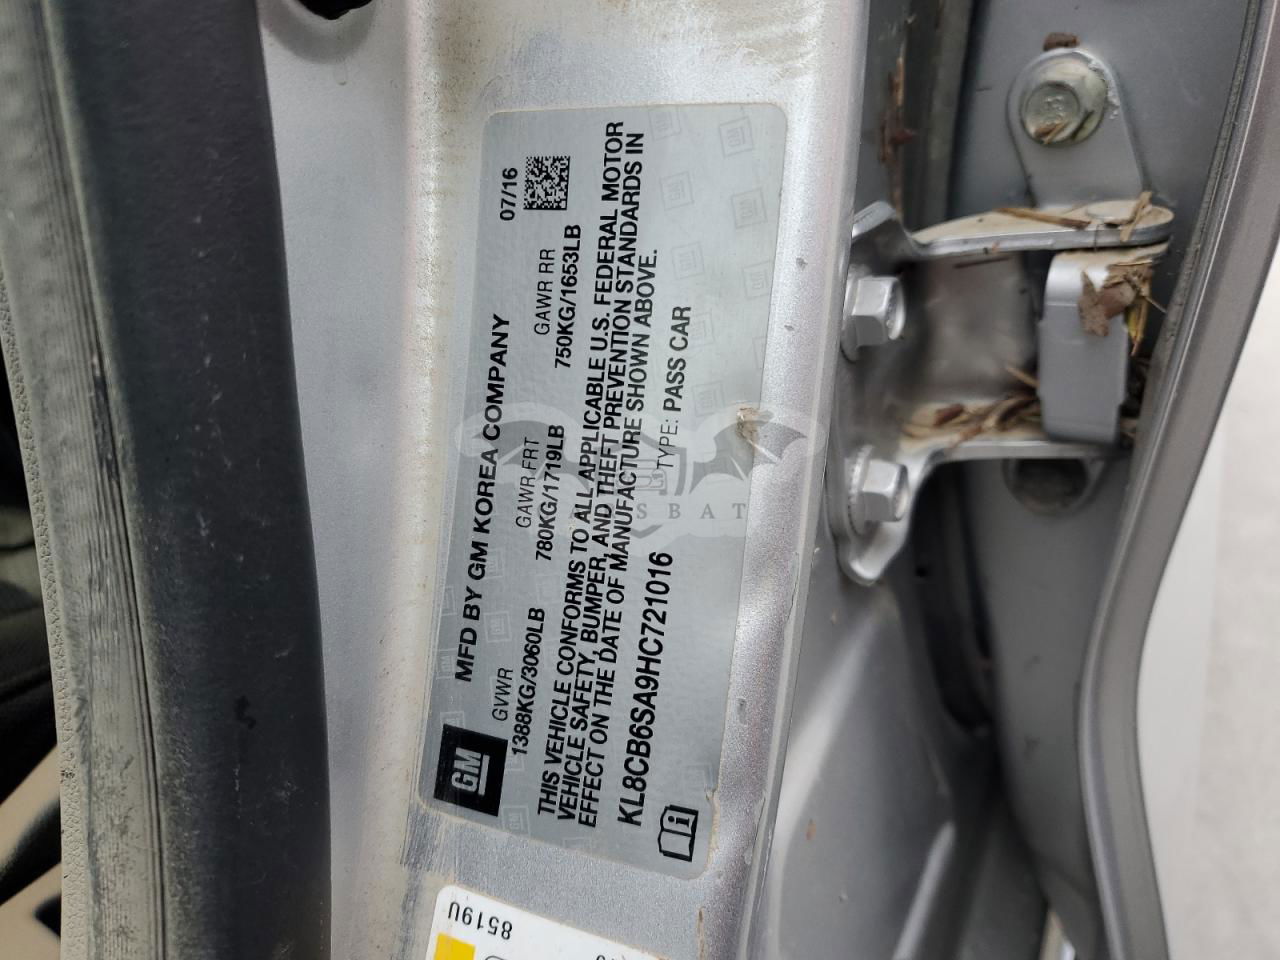 MFD BY GM KOREA COMPANY 07/16
GM
GVWR GAWR FRT GAWR RR
1388KG/3060LB 780KG/1719LB 750KG/1653LB
THIS VEHICLE CONFORMS TO ALL APPLICABLE U.S. FEDERAL MOTOR
VEHICLE SAFETY, BUMPER, AND THEFT PREVENTION STANDARDS IN
EFFECT ON THE DATE OF MANUFACTURE SHOWN ABOVE.
KL8CB6SA9HC721016 TYPE: PASS CAR
8519U